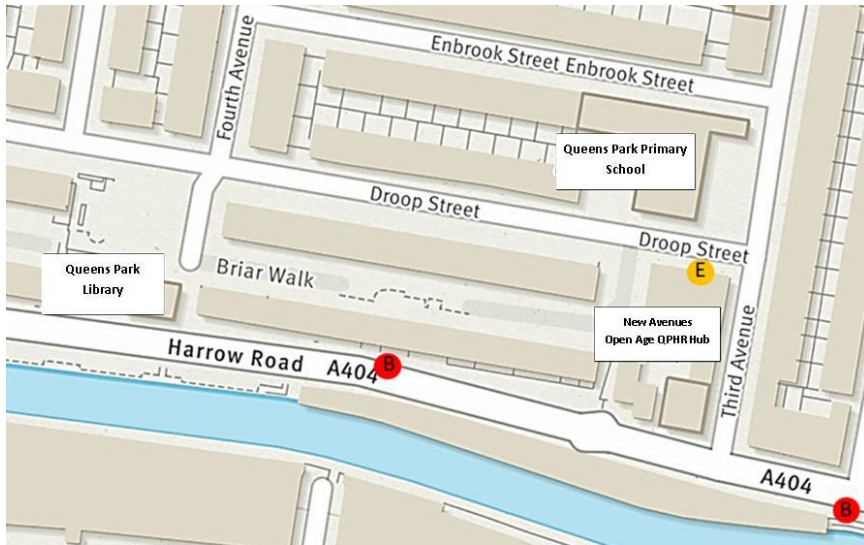 Enbrook Street Enbrook Street
Fourth Avenue
Queens Park Primary
School
Droop Street
Droop Street
E
Queens Park
Library
Briar Walk
New Avenues
Open Age QPHR Hub
Third Avenue
Harrow Road A404
B
A404
B